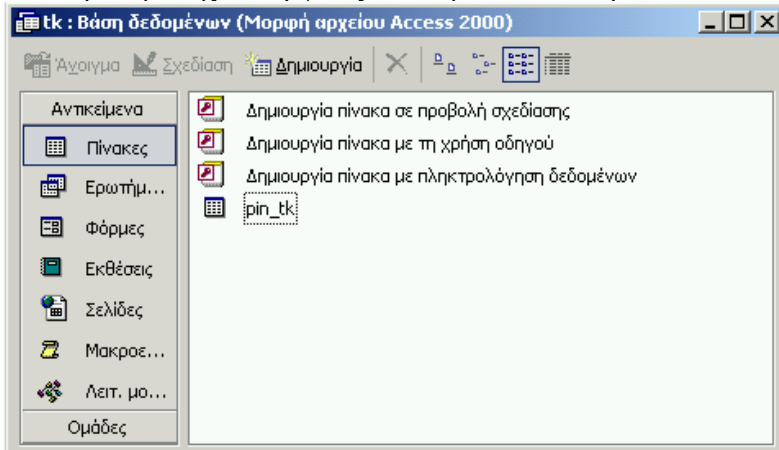 tk : Βάση δεδομένων (Μορφή αρχείου Access 2000)
Άνοιγμα Σχεδίαση Δημιουργία
Αντικείμενα
Πίνακες
Ερωτήμ...
Φόρμες
Εκθέσεις
Σελίδες
Μακροε...
Λειτ. μο...
Ομάδες
Δημιουργία πίνακα σε προβολή σχεδίασης
Δημιουργία πίνακα με τη χρήση οδηγού
Δημιουργία πίνακα με πληκτρολόγηση δεδομένων
pin_tk